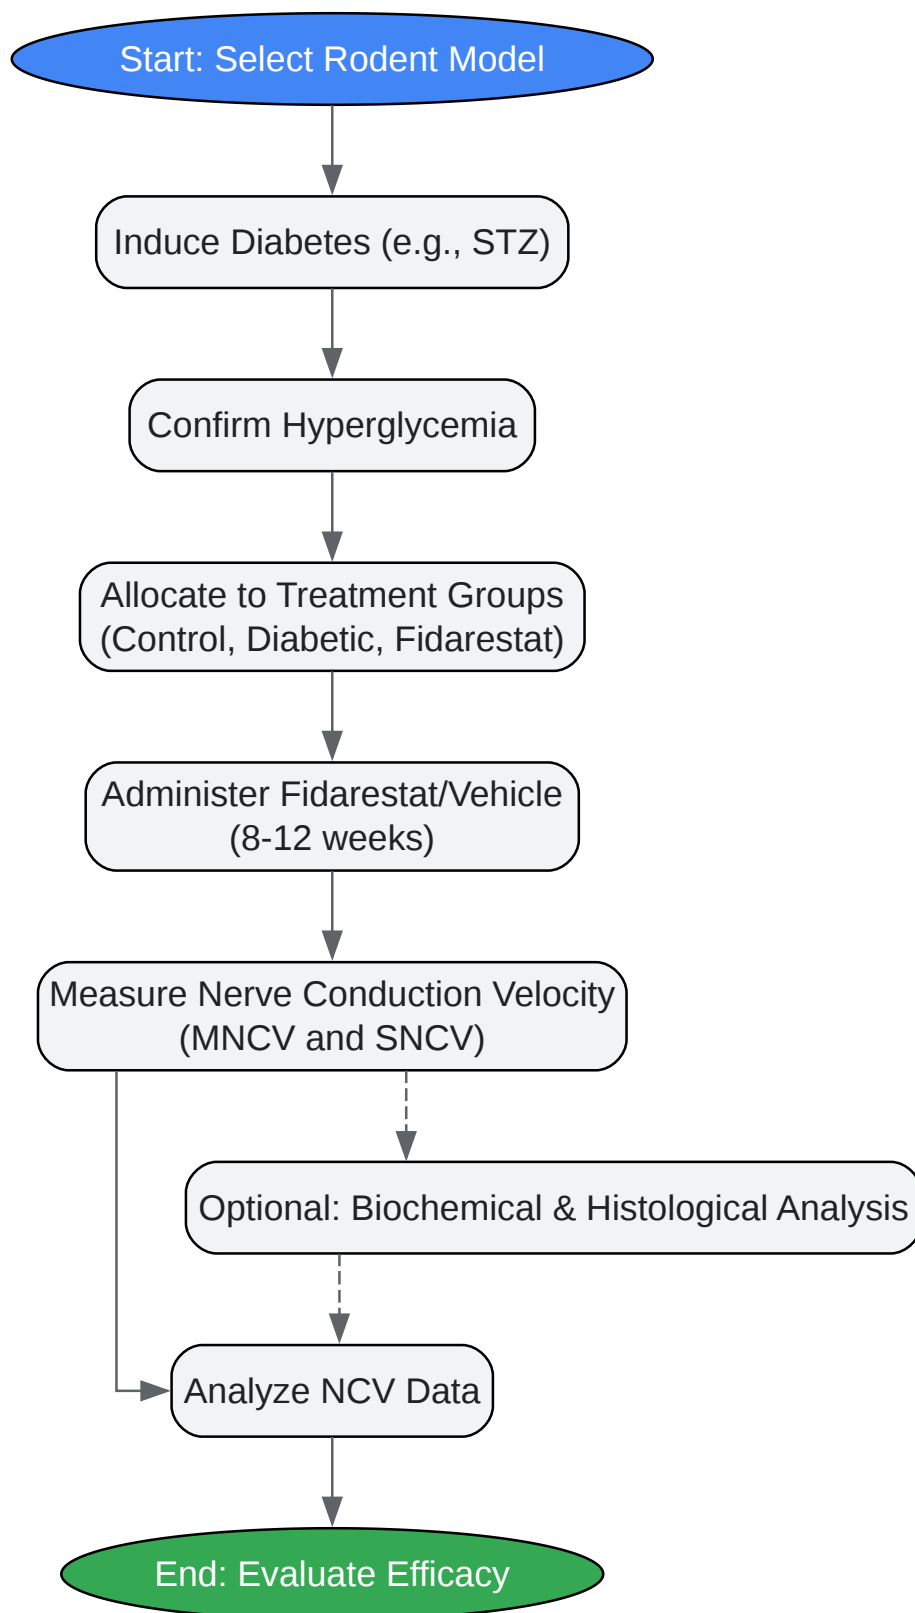 Start: Select Rodent Model
Induce Diabetes (e.g., STZ)
Confirm Hyperglycemia
Allocate to Treatment Groups
(Control, Diabetic, Fidarestat)
Administer Fidarestat/Vehicle
(8-12 weeks)
Measure Nerve Conduction Velocity
(MNCV and SNCV)
Optional: Biochemical & Histological Analysis
Analyze NCV Data
End: Evaluate Efficacy